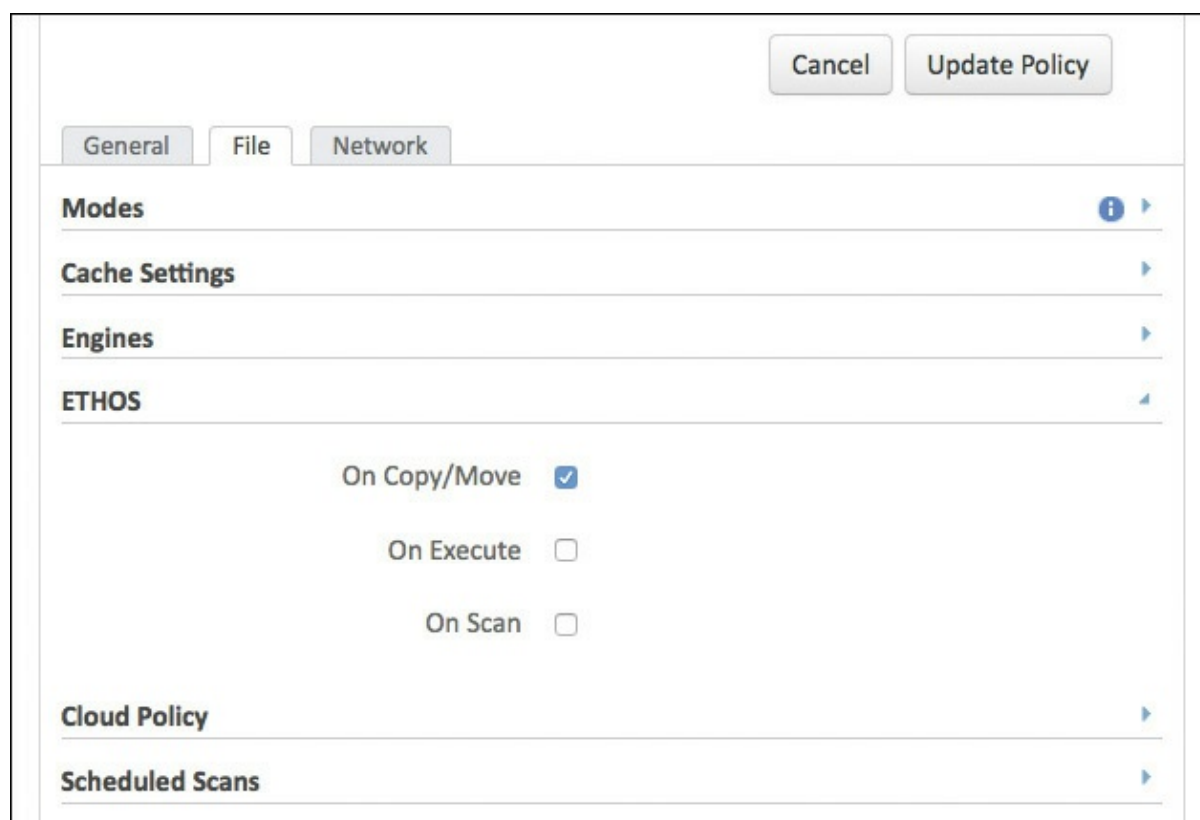 Cancel Update Policy
General File Network
Modes
Cache Settings
Engines
ETHOS
On Copy/Move
On Execute
On Scan
Cloud Policy
Scheduled Scans